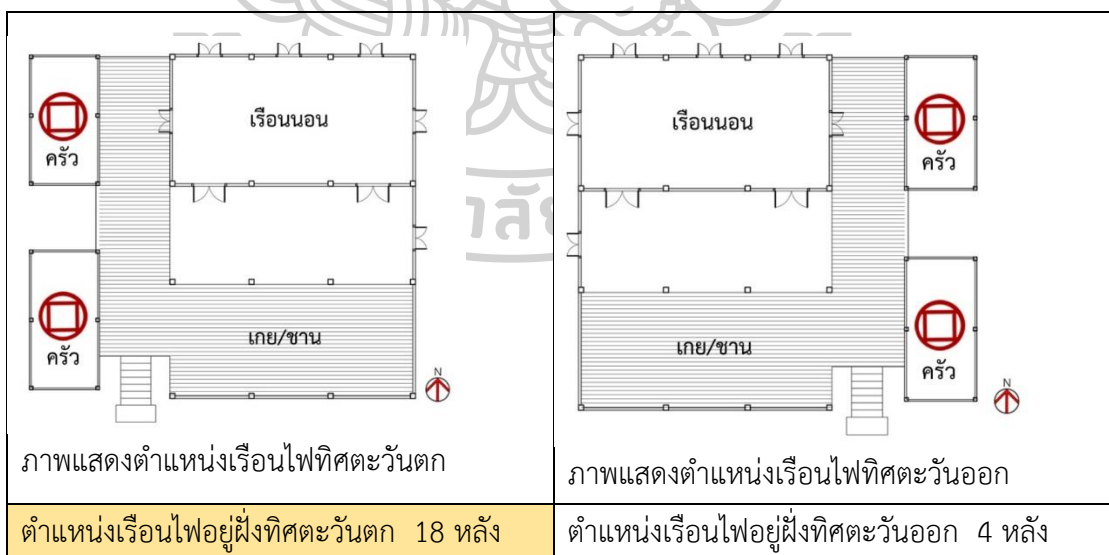 เรือนนอน
ครัว
ครัว
เกย/ชาน
N
ภาพแสดงตำแหน่งเรือนไฟทิศตะวันตก
ตำแหน่งเรือนไฟอยู่ฝั่งทิศตะวันตก 18 หลัง
เรือนนอน
ครัว
เกย/ชาน
ครัว
N
ภาพแสดงตำแหน่งเรือนไฟทิศตะวันออก
ตำแหน่งเรือนไฟอยู่ฝั่งทิศตะวันออก 4 หลัง